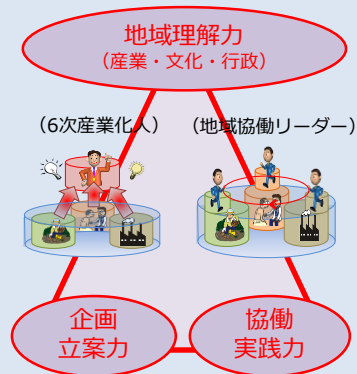 地域理解力
（産業・文化・行政）
（6次産業化人）
（地域協働リーダー）
企画
立案力
協働
実践力